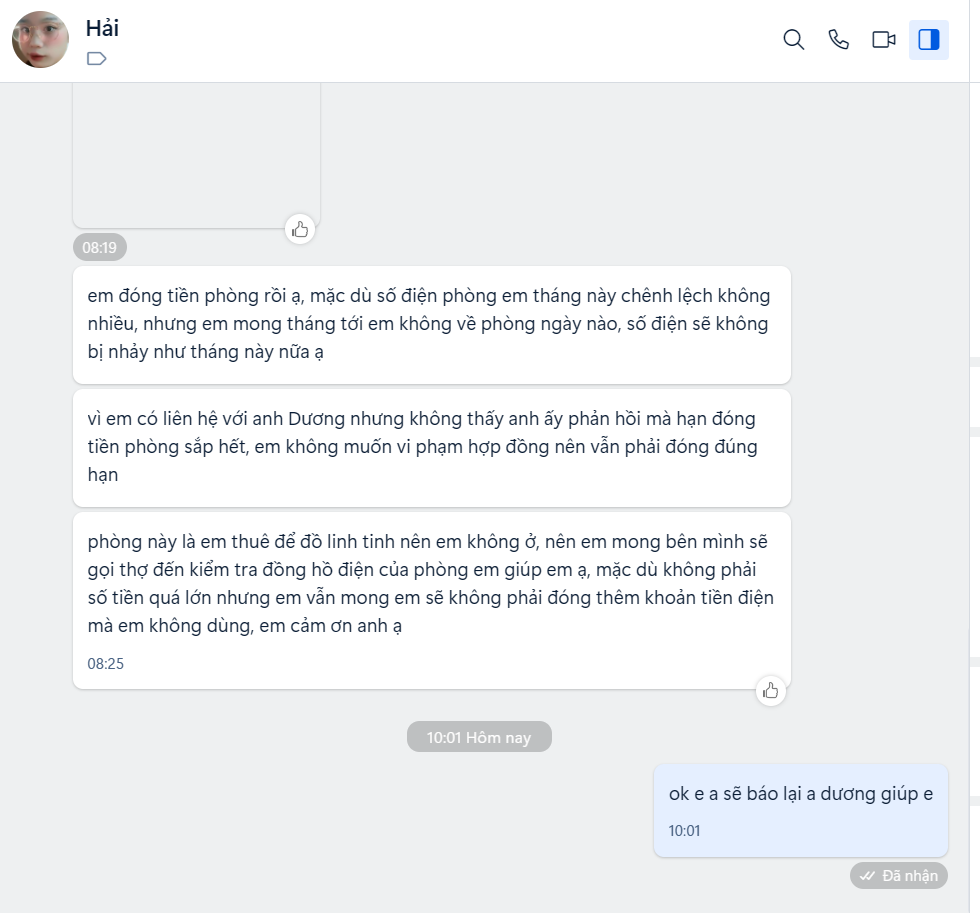 Hải
08:19
em đóng tiền phòng rồi ạ, mặc dù số điện phòng em tháng này chênh lệch không
nhiều, nhưng em mong tháng tới em không về phòng ngày nào, số điện sẽ không
bị nhảy như tháng này nữa ạ
vì em có liên hệ với anh Dương nhưng không thấy anh ấy phản hồi mà hạn đóng
tiền phòng sắp hết, em không muốn vi phạm hợp đồng nên vẫn phải đóng đúng
hạn
phòng này là em thuê để đồ linh tinh nên em không ở, nên em mong bên mình sẽ
gọi thợ đến kiểm tra đồng hồ điện của phòng em giúp em ạ, mặc dù không phải
số tiền quá lớn nhưng em vẫn mong em sẽ không phải đóng thêm khoản tiền điện
mà em không dùng, em cảm ơn anh ạ
08:25
10:01 Hôm nay
ok e a sẽ báo lại a dương giúp e
10:01
Đã nhận